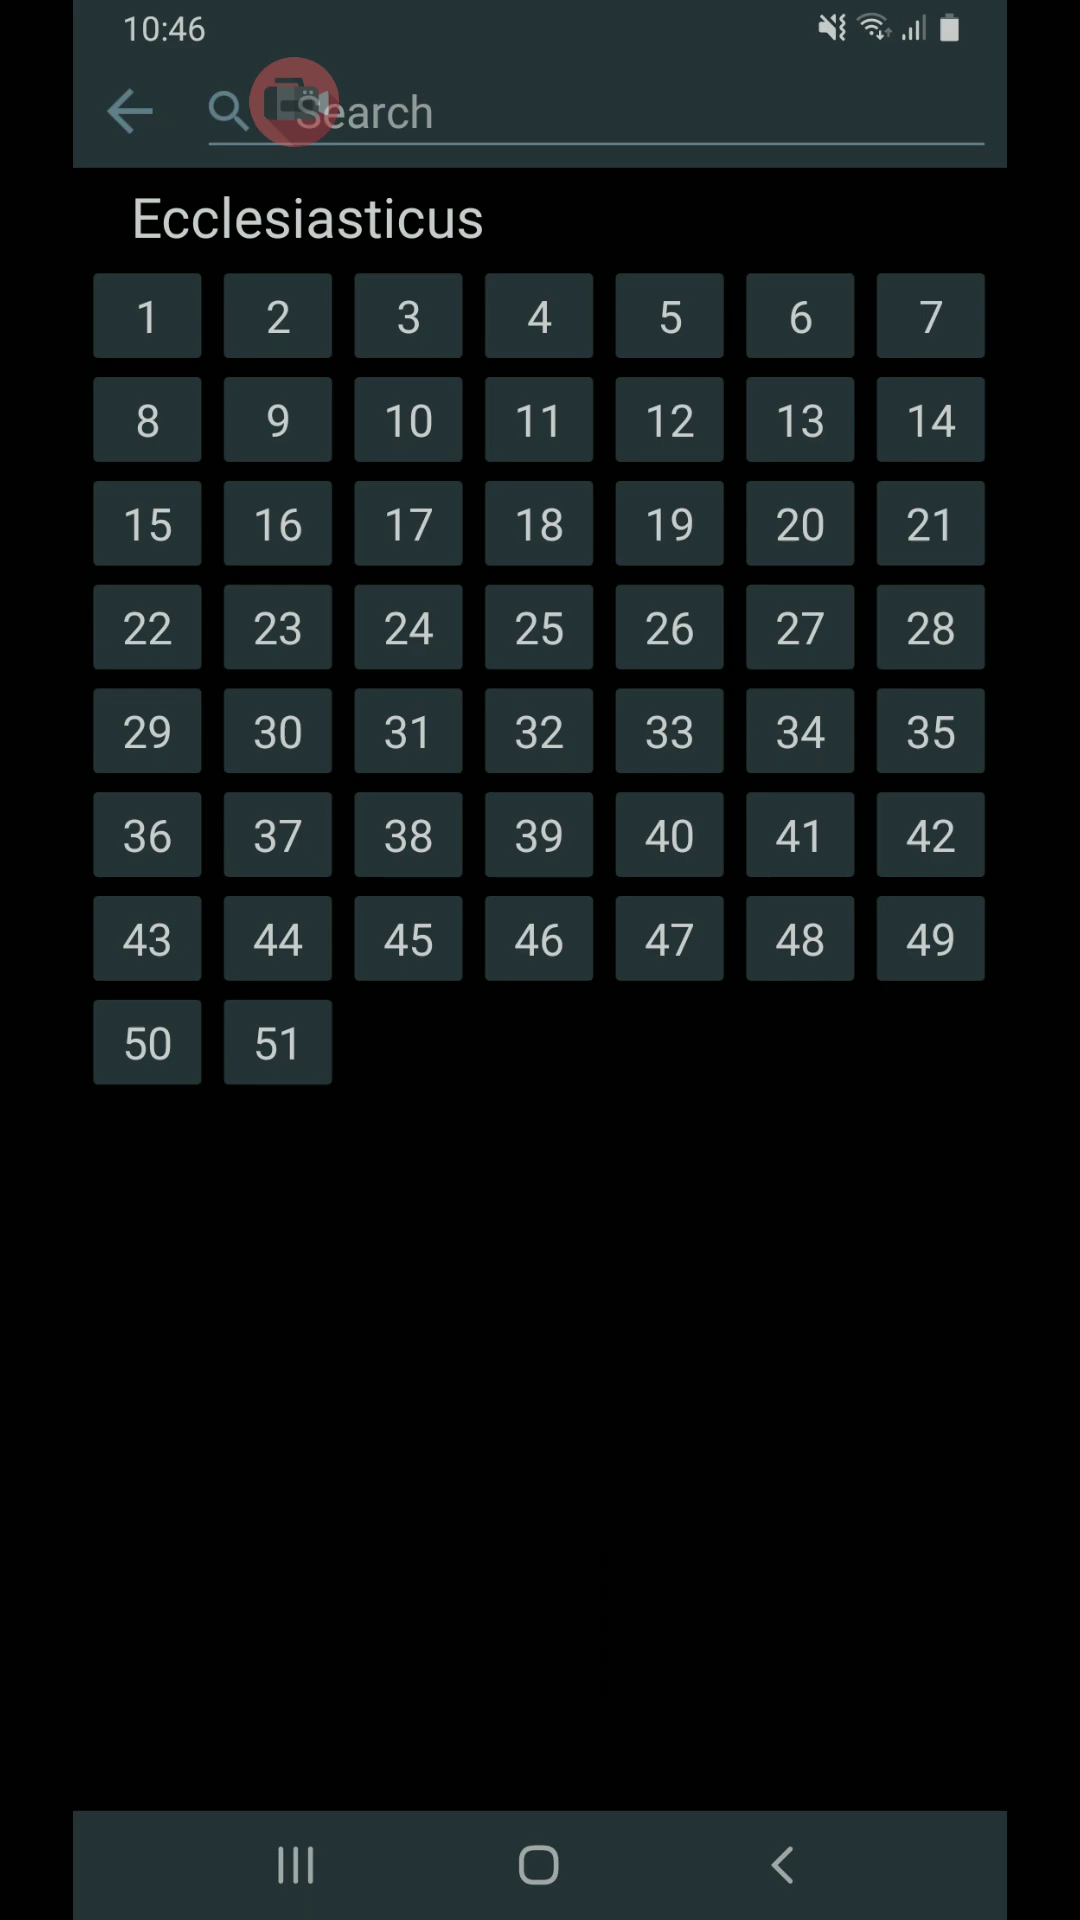 10:46
Search
Ecclesiasticus
1 2 3 4 5 6 7
8 9 10 11 12 13 14
15 16 17 18 19 20 21
22 23 24 25 26 27 28
29 30 31 32 33 34 35
36 37 38 39 40 41 42
43 44 45 46 47 48 49
50 51